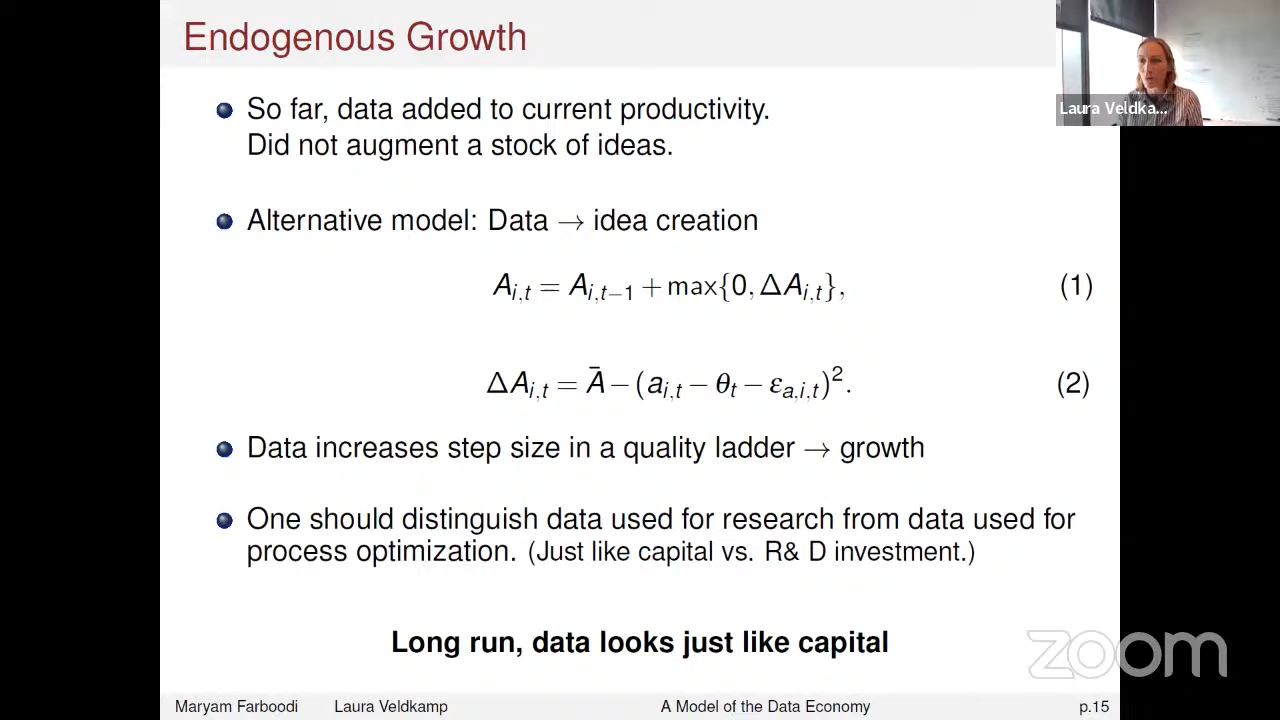 Endogenous Growth
Laura Veldka...
So far, data added to current productivity.
Did not augment a stock of ideas.
Alternative model: Data → idea creation
A_{i,t} = A_{i,t−1} + max{0, ΔA_{i,t}}, (1)
ΔA_{i,t} = Ā − (a_{i,t} − θ_t − ε_{a,i,t})². (2)
Data increases step size in a quality ladder → growth
One should distinguish data used for research from data used for
process optimization. (Just like capital vs. R& D investment.)
Long run, data looks just like capital
zoom
Maryam Farboodi Laura Veldkamp A Model of the Data Economy p.15